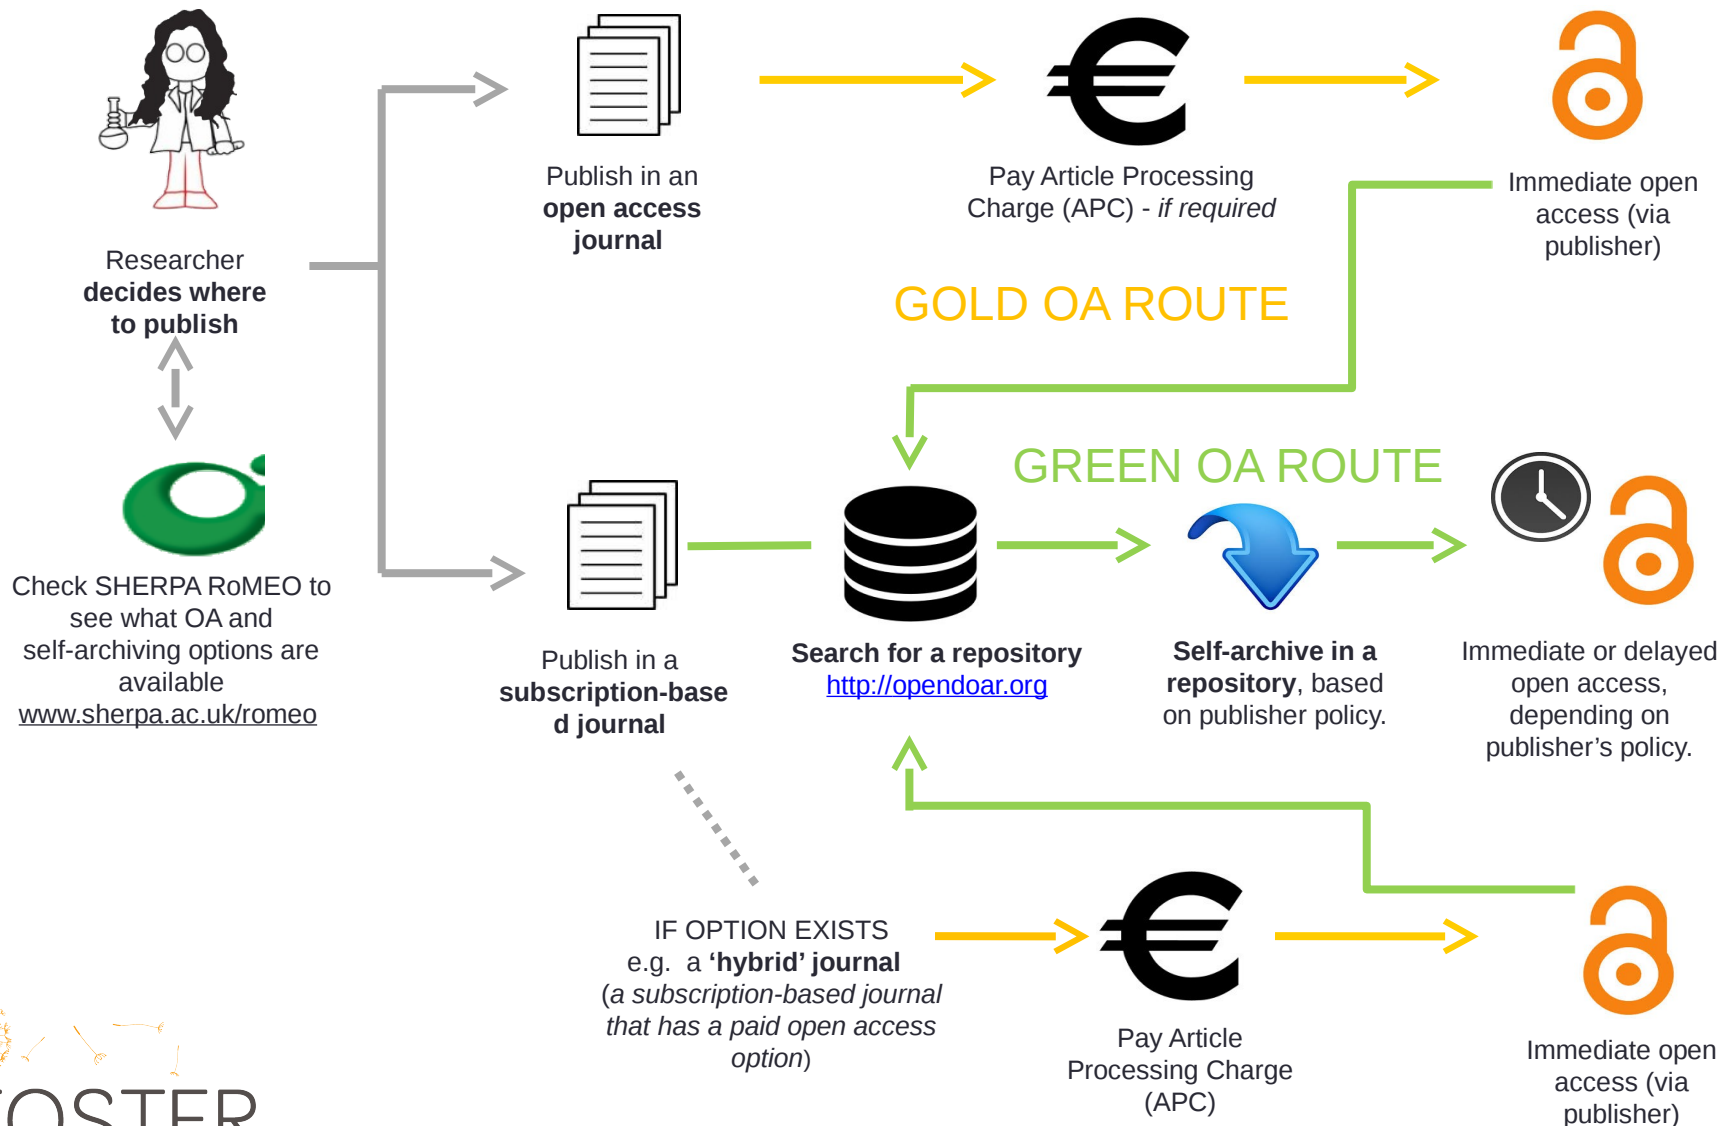 Publish in an
open access
journal
Pay Article Processing
Charge (APC) - if required
Immediate open
access (via
publisher)
Researcher
decides where
to publish
GOLD OA ROUTE
GREEN OA ROUTE
Check SHERPA RoMEO to
see what OA and
self-archiving options are
available
www.sherpa.ac.uk/romeo
Publish in a
subscription-base
d journal
Search for a repository
http://opendoar.org
Self-archive in a
repository, based
on publisher policy.
Immediate or delayed
open access,
depending on
publisher’s policy.
IF OPTION EXISTS
e.g. a ‘hybrid’ journal
(a subscription-based journal
that has a paid open access
option)
Pay Article
Processing Charge
(APC)
Immediate open
access (via
publisher)
FOSTER